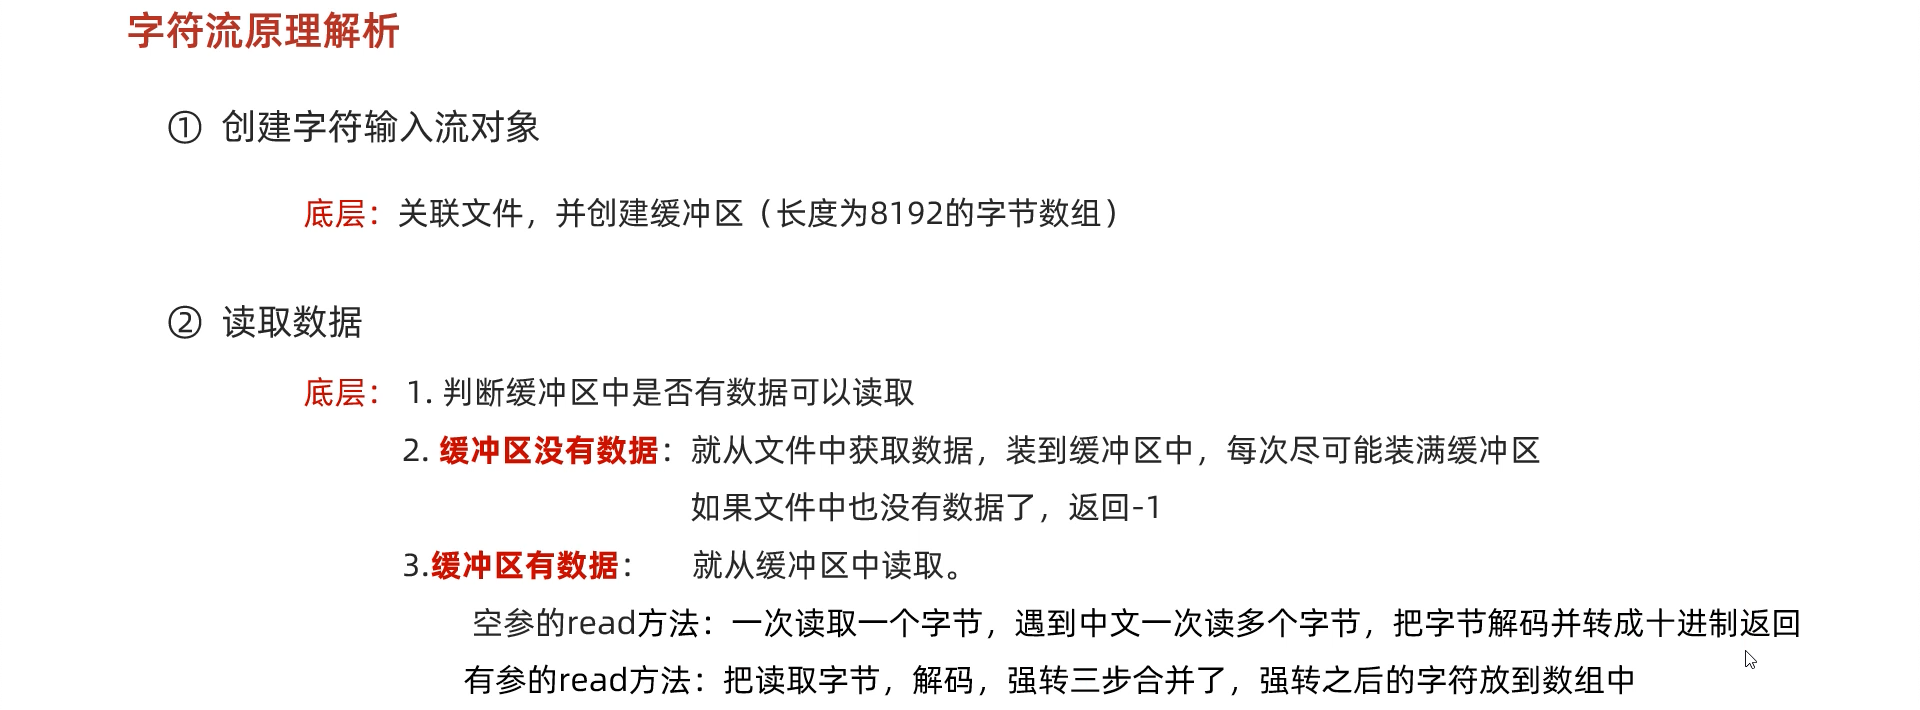 字符流原理解析
① 创建字符输入流对象
底层：关联文件，并创建缓冲区（长度为8192的字节数组）
② 读取数据
底层： 1. 判断缓冲区中是否有数据可以读取
2. 缓冲区没有数据：就从文件中获取数据，装到缓冲区中，每次尽可能装满缓冲区
如果文件中也没有数据了，返回-1
3.缓冲区有数据： 就从缓冲区中读取。
空参的read方法：一次读取一个字节，遇到中文一次读多个字节，把字节解码并转成十进制返回
有参的read方法：把读取字节，解码，强转三步合并了，强转之后的字符放到数组中